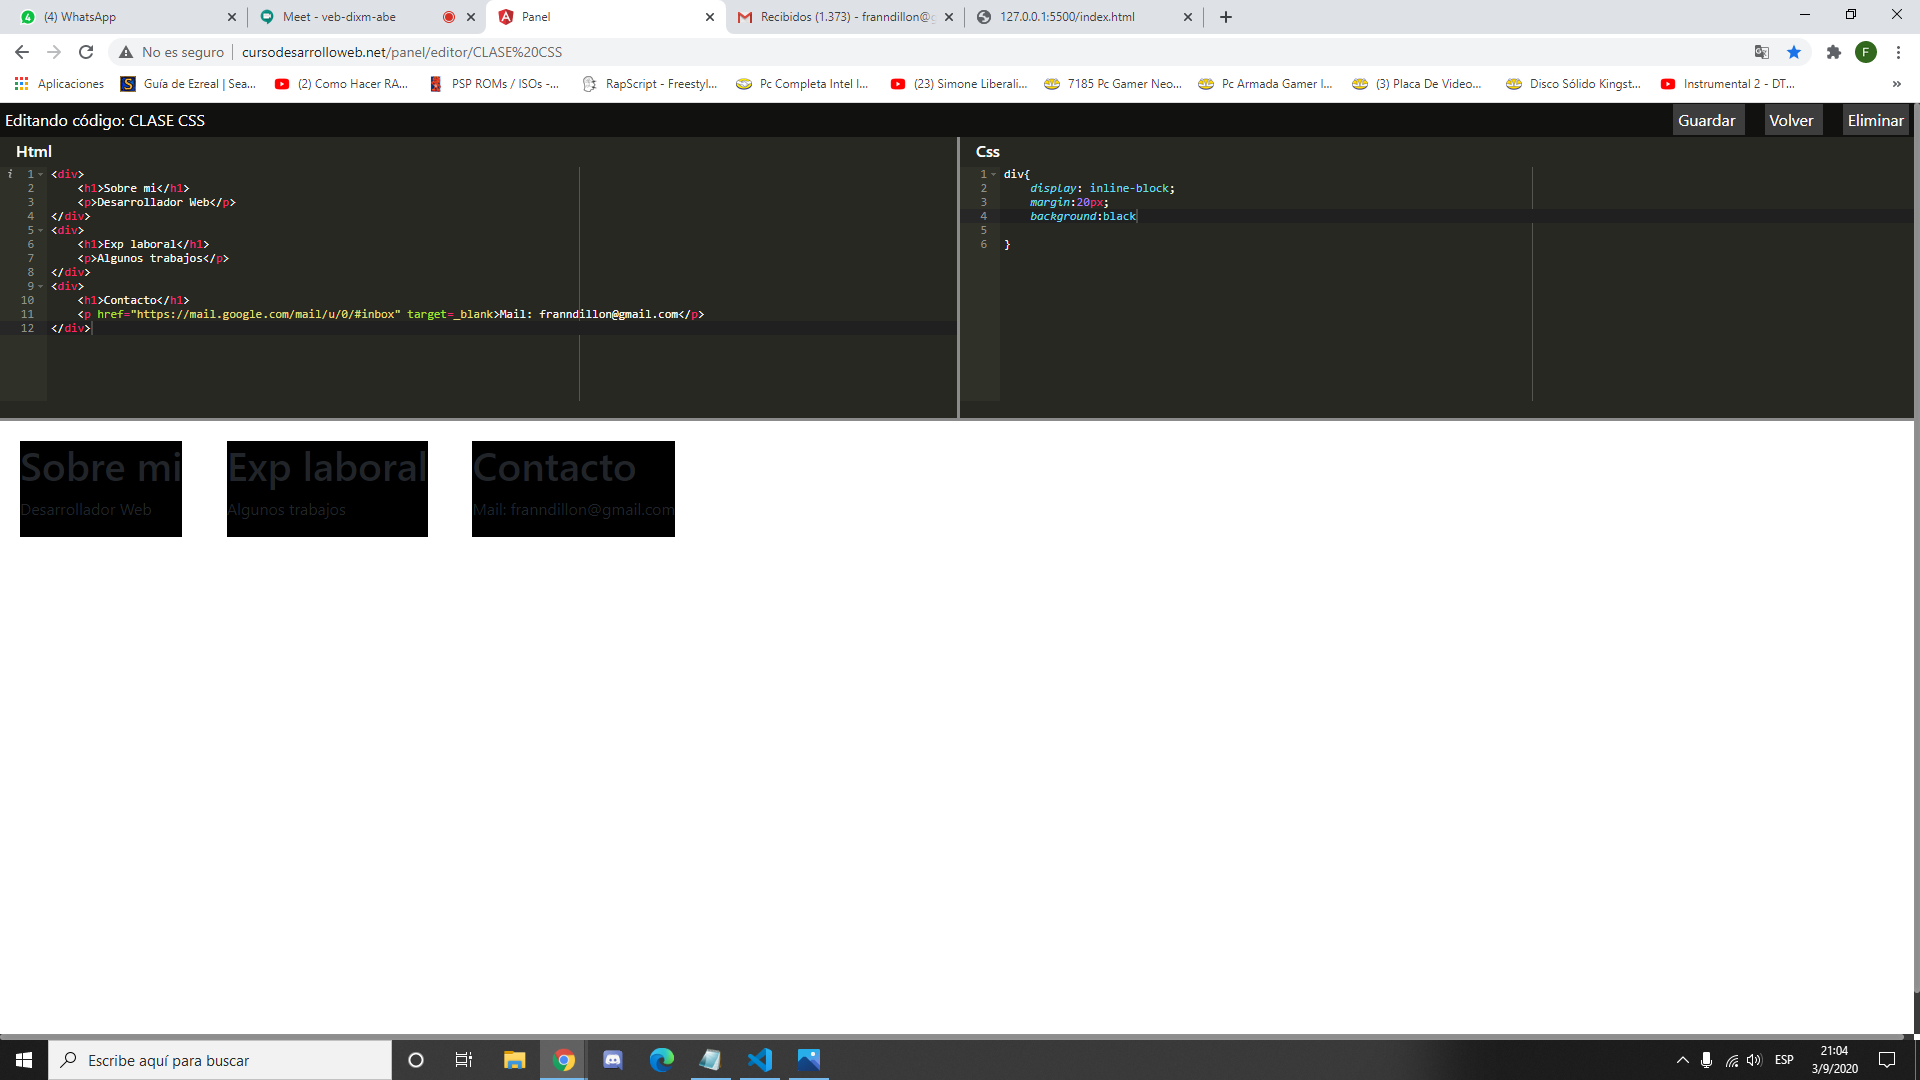 (4) WhatsApp
Meet - veb-dixm-abe
Panel
Recibidos (1.373) - franndillon@g
127.0.0.1:5500/index.html
No es seguro
cursodesarrolloweb.net/panel/editor/CLASE%20CSS
F
Aplicaciones
Guía de Ezreal | Sea...
(2) Como Hacer RA...
PSP ROMs / ISOs -...
RapScript - Freestyl...
Pc Completa Intel I...
(23) Simone Liberali...
7185 Pc Gamer Neo...
Pc Armada Gamer I...
(3) Placa De Video...
Disco Sólido Kingst...
Instrumental 2 - DT...
»
Editando código: CLASE CSS
Guardar
Volver
Eliminar
Html
i 1 <div>
2 <h1>Sobre mi</h1>
3 <p>Desarrollador Web</p>
4 </div>
5 <div>
6 <h1>Exp laboral</h1>
7 <p>Algunos trabajos</p>
8 </div>
9 <div>
10 <h1>Contacto</h1>
11 <p href="https://mail.google.com/mail/u/0/#inbox" target=_blank>Mail: franndillon@gmail.com</p>
12 </div>
Css
1 div{
2 display: inline-block;
3 margin:20px;
4 background:black
5
6 }
Sobre mi
Desarrollador Web
Exp laboral
Algunos trabajos
Contacto
Mail: franndillon@gmail.com
Escribe aquí para buscar
ESP
21:04
3/9/2020